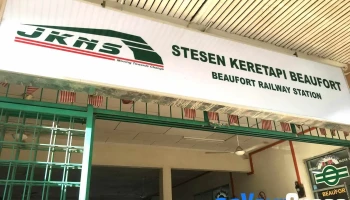 JKNS
STESEN KERETAPI BEAUFORT
BEAUFORT RAILWAY STATION
BEAUFORT